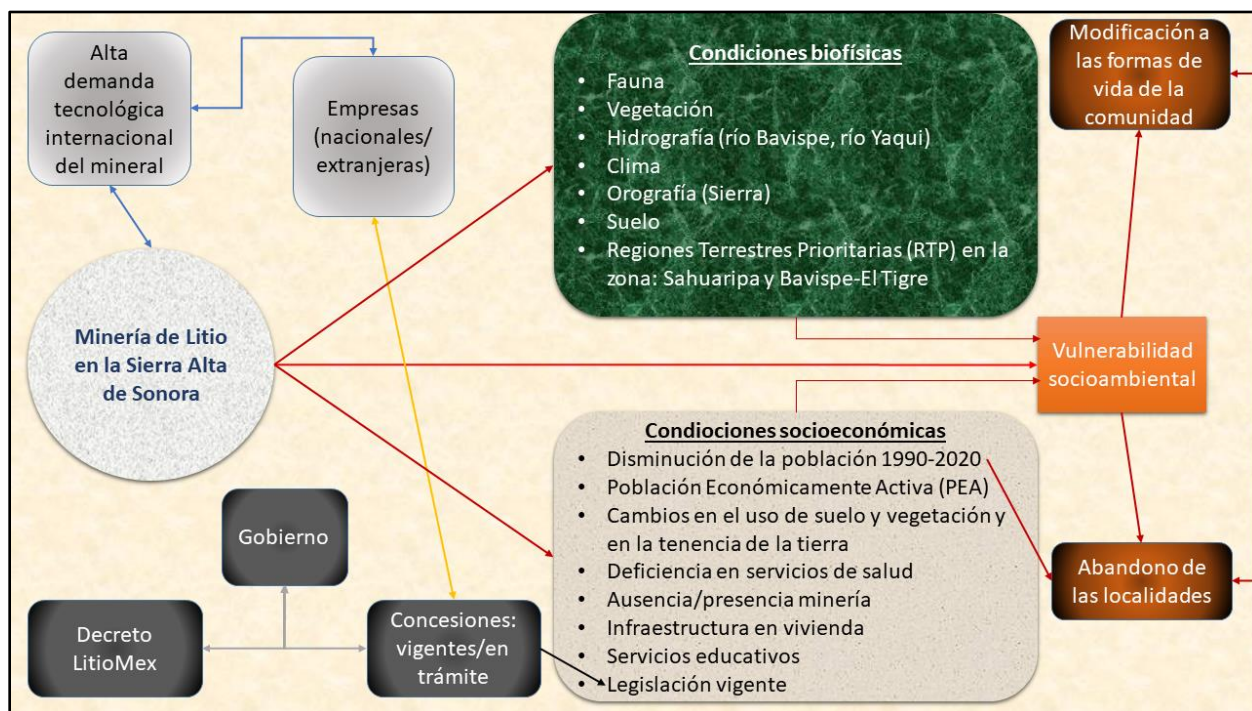 Alta
demanda
tecnológica
internacional
del mineral
Empresas
(nacionales/
extranjeras)
Minería de Litio
en la Sierra Alta
de Sonora
Gobierno
Decreto
LitioMex
Concesiones:
vigentes/en
trámite
Condiciones biofísicas
• Fauna
• Vegetación
• Hidrografía (río Bavispe, río Yaqui)
• Clima
• Orografía (Sierra)
• Suelo
• Regiones Terrestres Prioritarias (RTP) en la
zona: Sahuaripa y Bavispe-El Tigre
Condiociones socioeconómicas
• Disminución de la población 1990-2020
• Población Económicamente Activa (PEA)
• Cambios en el uso de suelo y vegetación y
en la tenencia de la tierra
• Deficiencia en servicios de salud
• Ausencia/presencia minería
• Infraestructura en vivienda
• Servicios educativos
• Legislación vigente
Modificación a
las formas de
vida de la
comunidad
Vulnerabilidad
socioambiental
Abandono de
las localidades